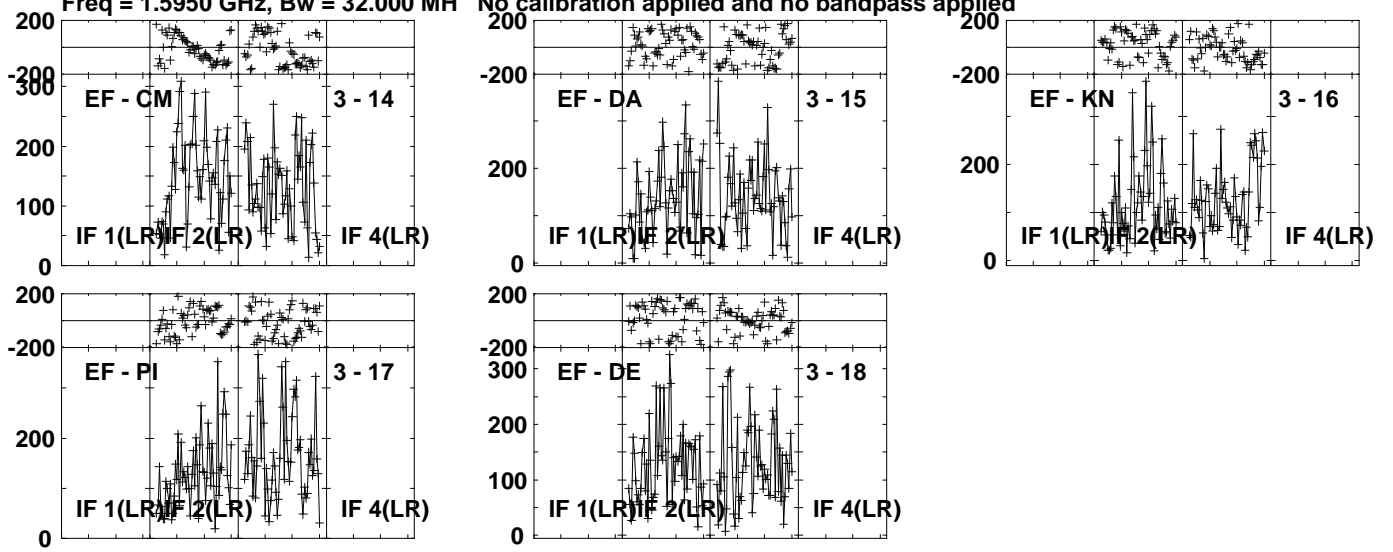 Freq = 1.5950 GHz, Bw = 32.000 MH No calibration applied and no bandpass applied
200
-200
300
200
100
0
EF - CM
3 - 14
IF 1(LR)
IF 2(LR)
IF 4(LR)
200
-200
200
0
EF - DA
3 - 15
IF 1(LR)
IF 2(LR)
IF 4(LR)
200
-200
200
100
0
EF - KN
3 - 16
IF 1(LR)
IF 2(LR)
IF 4(LR)
200
-200
200
0
EF - PI
3 - 17
IF 1(LR)
IF 2(LR)
IF 4(LR)
200
-200
300
200
100
0
EF - DE
3 - 18
IF 1(LR)
IF 2(LR)
IF 4(LR)